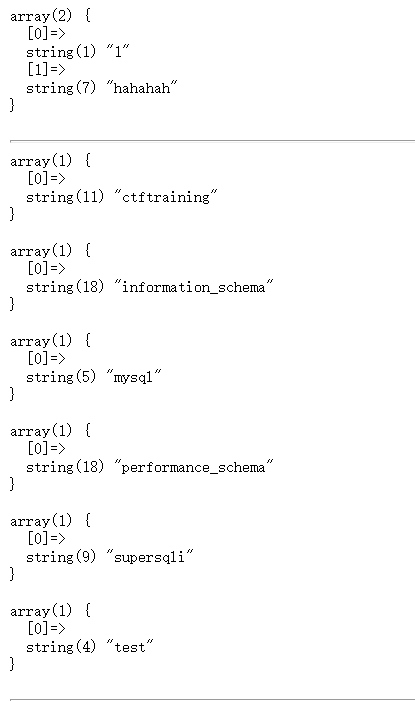 array(2) {
  [0]=>
  string(1) "1"
  [1]=>
  string(7) "hahahah"
}
array(1) {
  [0]=>
  string(11) "ctftraining"
}
array(1) {
  [0]=>
  string(18) "information_schema"
}
array(1) {
  [0]=>
  string(5) "mysql"
}
array(1) {
  [0]=>
  string(18) "performance_schema"
}
array(1) {
  [0]=>
  string(9) "supersqli"
}
array(1) {
  [0]=>
  string(4) "test"
}